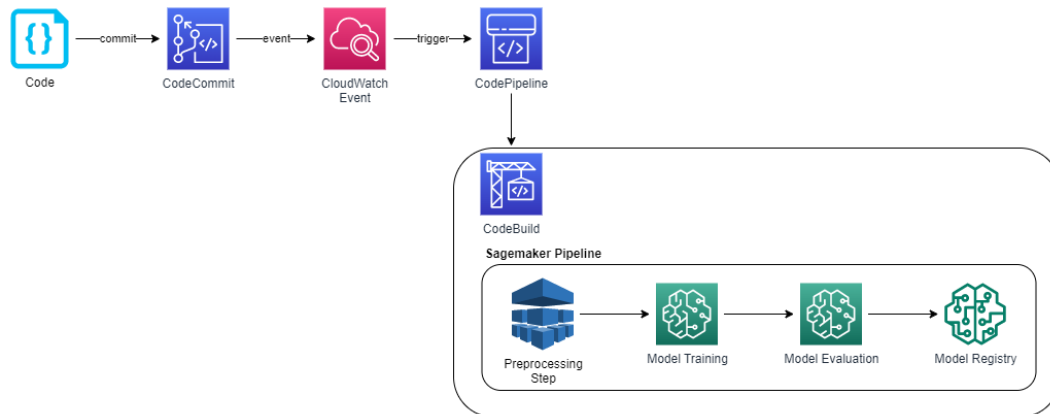 commit
event
trigger
Code
CodeCommit
CloudWatch
Event
CodePipeline
CodeBuild
Sagemaker Pipeline
Preprocessing
Step
Model Training
Model Evaluation
Model Registry